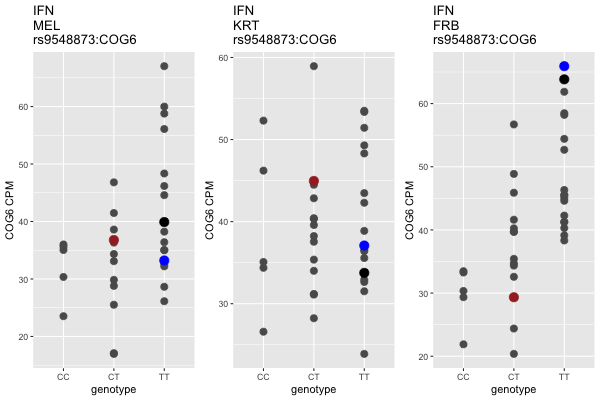 IFN
MEL
rs9548873:COG6
COG6 CPM
60
50
40
30
20
CC
CT
TT
genotype
IFN
KRT
rs9548873:COG6
COG6 CPM
60
50
40
30
CC
CT
TT
genotype
IFN
FRB
rs9548873:COG6
COG6 CPM
60
50
40
30
20
CC
CT
TT
genotype